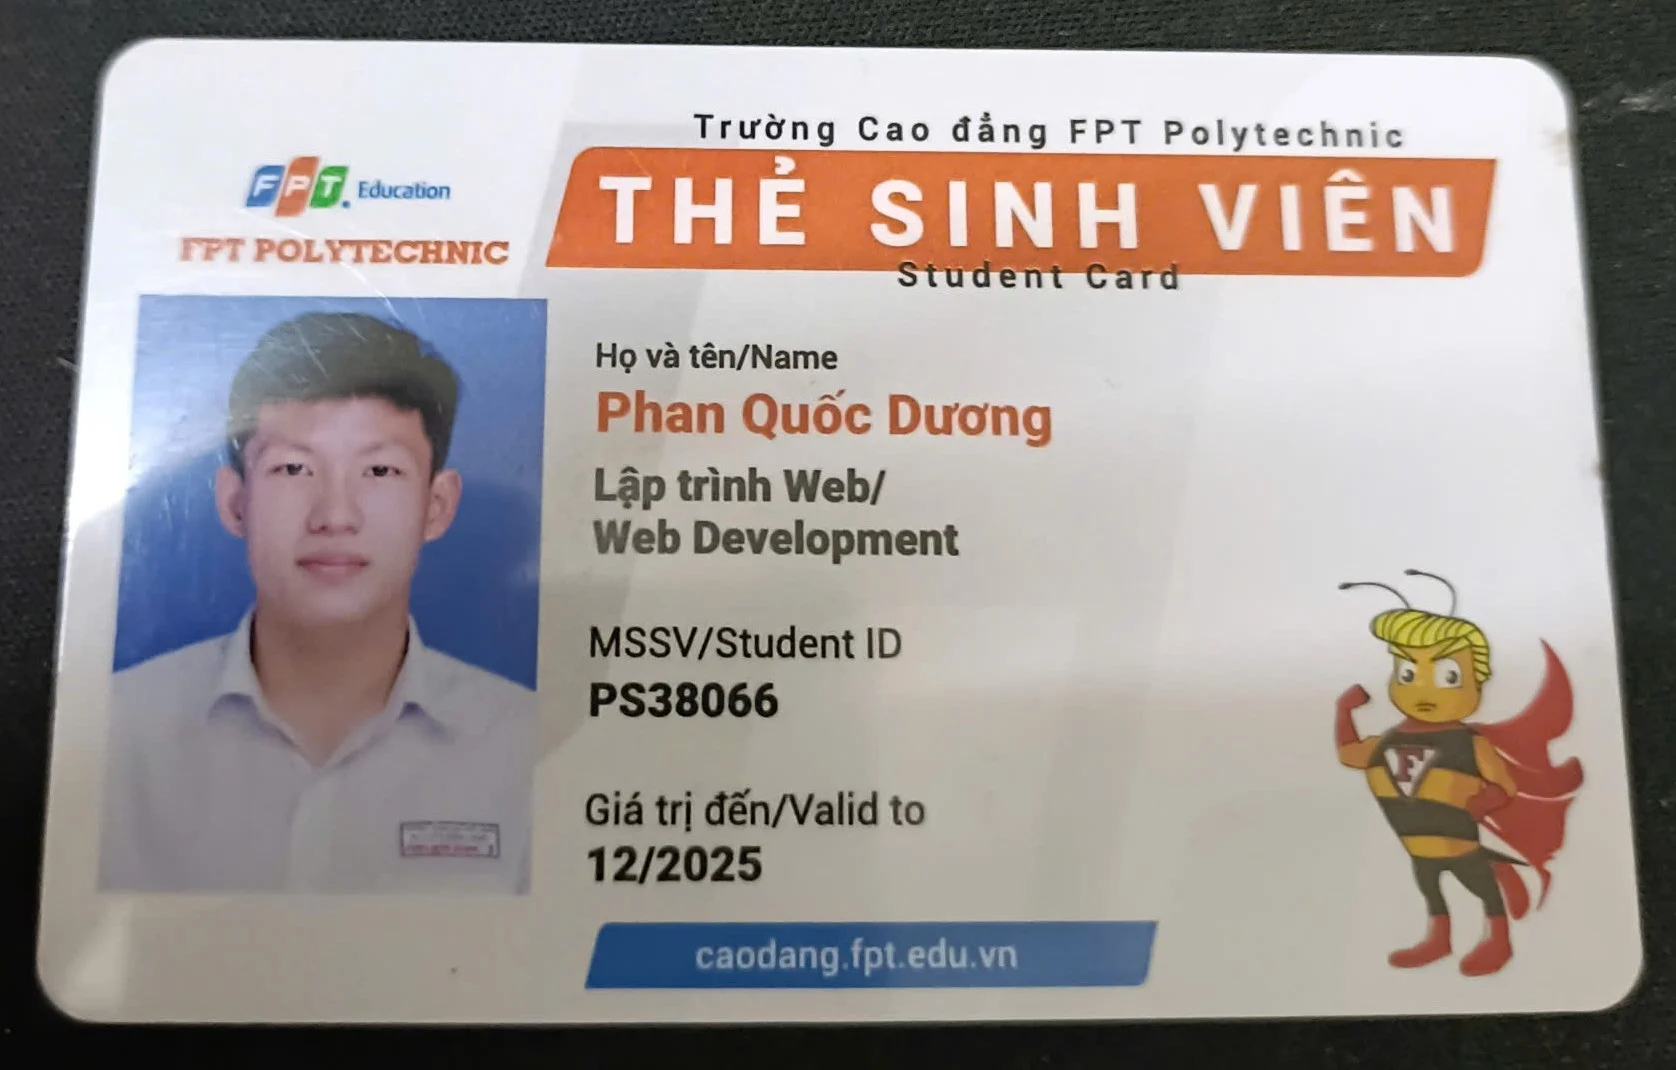 Trường Cao đẳng FPT Polytechnic
FPT. Education
FPT POLYTECHNIC
THẺ SINH VIÊN
Student Card
Họ và tên/Name
Phan Quốc Dương
Lập trình Web/
Web Development
MSSV/Student ID
PS38066
Giá trị đến/Valid to
12/2025
caodang.fpt.edu.vn
F